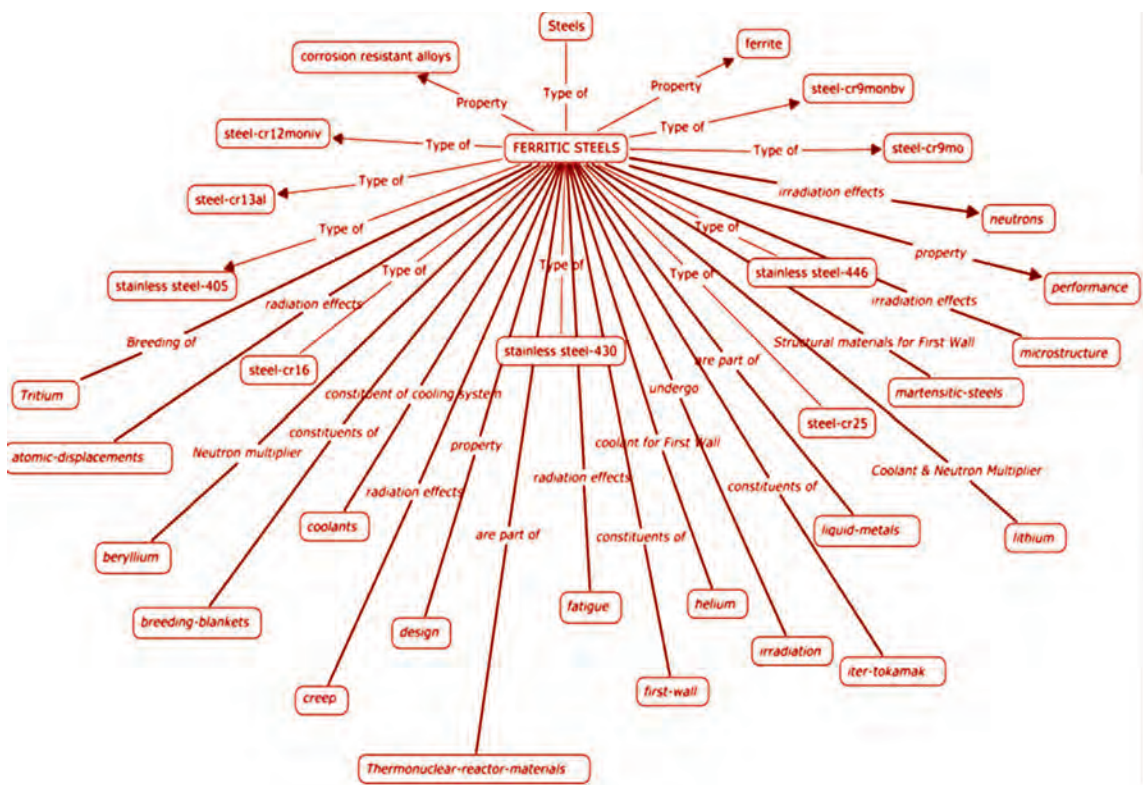 Steels
ferrite
corrosion resistant alloys
Property
Type of
Property
steel-cr9monbv
steel-cr12moniv
Type of
FERRITIC STEELS
Type of
Type of
steel-cr9mo
steel-cr13al
Type of
irradiation effects
neutrons
Type of
Type of
property
stainless steel-405
radiation effects
Type of
Type of
Type of
stainless steel-446
performance
irradiation effects
Breeding of
Structural materials for First Wall
steel-cr16
stainless steel-430
are part of
microstructure
Tritium
constituent of cooling system
undergo
martensitic-steels
steel-cr25
atomic-displacements
Neutron multiplier
constituents of
property
coolant for First Wall
Coolant & Neutron Multiplier
radiation effects
radiation effects
constituents of
coolants
are part of
constituents of
liquid-metals
lithium
beryllium
breeding-blankets
design
fatigue
helium
irradiation
iter-tokamak
creep
first-wall
Thermonuclear-reactor-materials